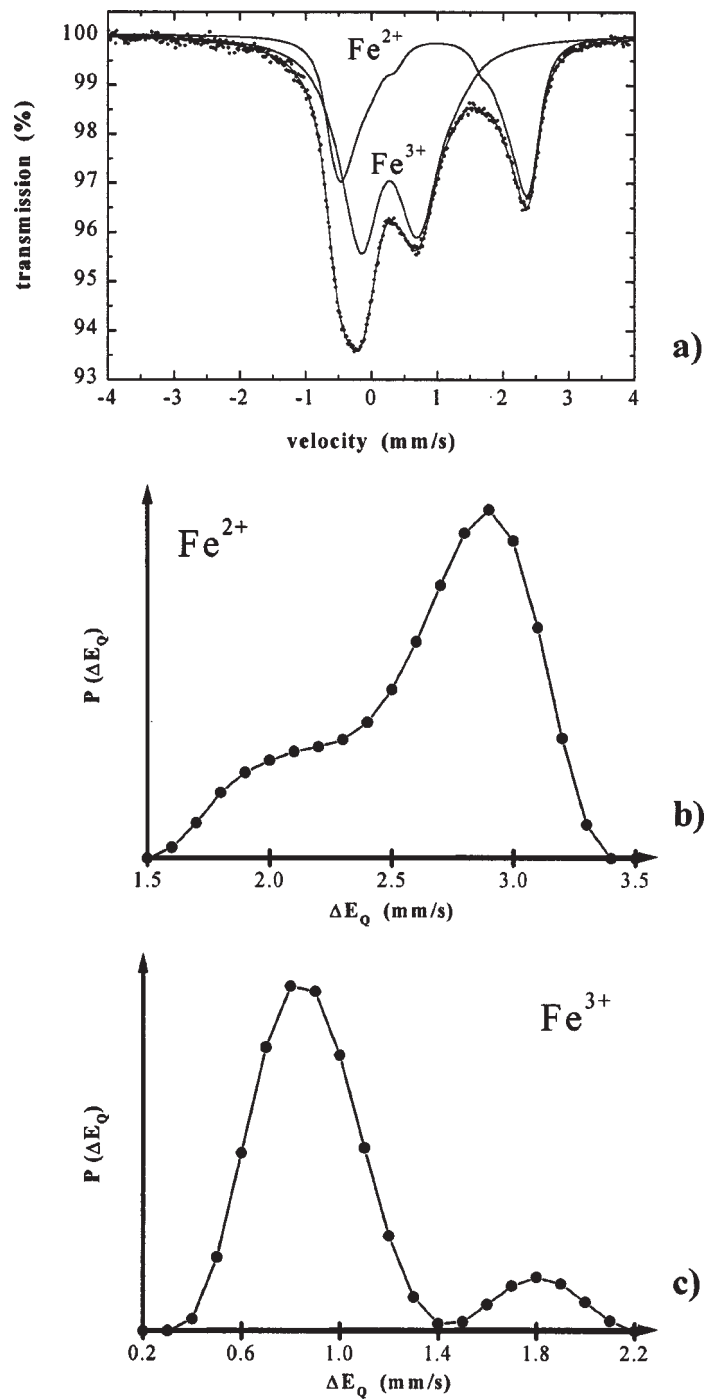 100
99
98
97
96
95
94
93
transmission (%)
Fe2+
Fe3+
-4 -3 -2 -1 0 1 2 3 4
velocity (mm/s)
a)
Fe2+
P (ΔEQ)
b)
1.5 2.0 2.5 3.0 3.5
ΔEQ (mm/s)
Fe3+
P (ΔEQ)
c)
0.2 0.6 1.0 1.4 1.8 2.2
ΔEQ (mm/s)